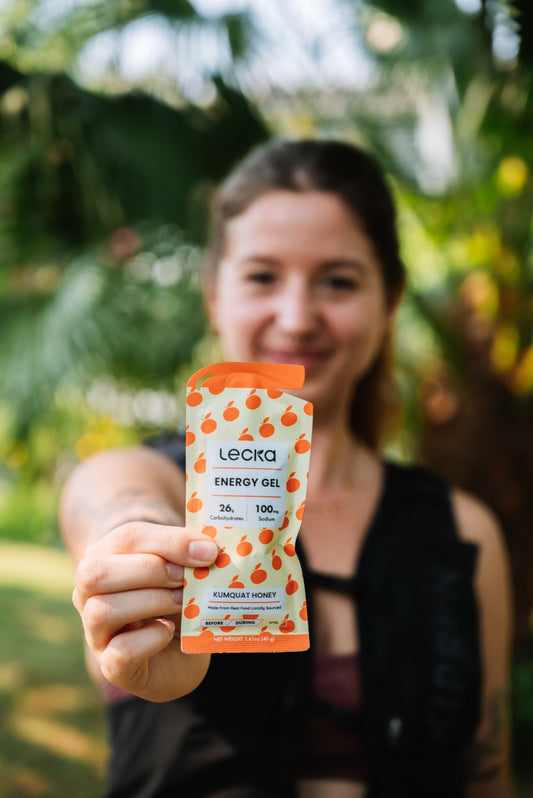 Lecka
ENERGY GEL
26g 100mg
Carbohydrates Sodium
KUMQUAT HONEY
Made From Real Food Locally Sourced
BEFORE DURING AFTER
NET WEIGHT 1.41oz (40 g)